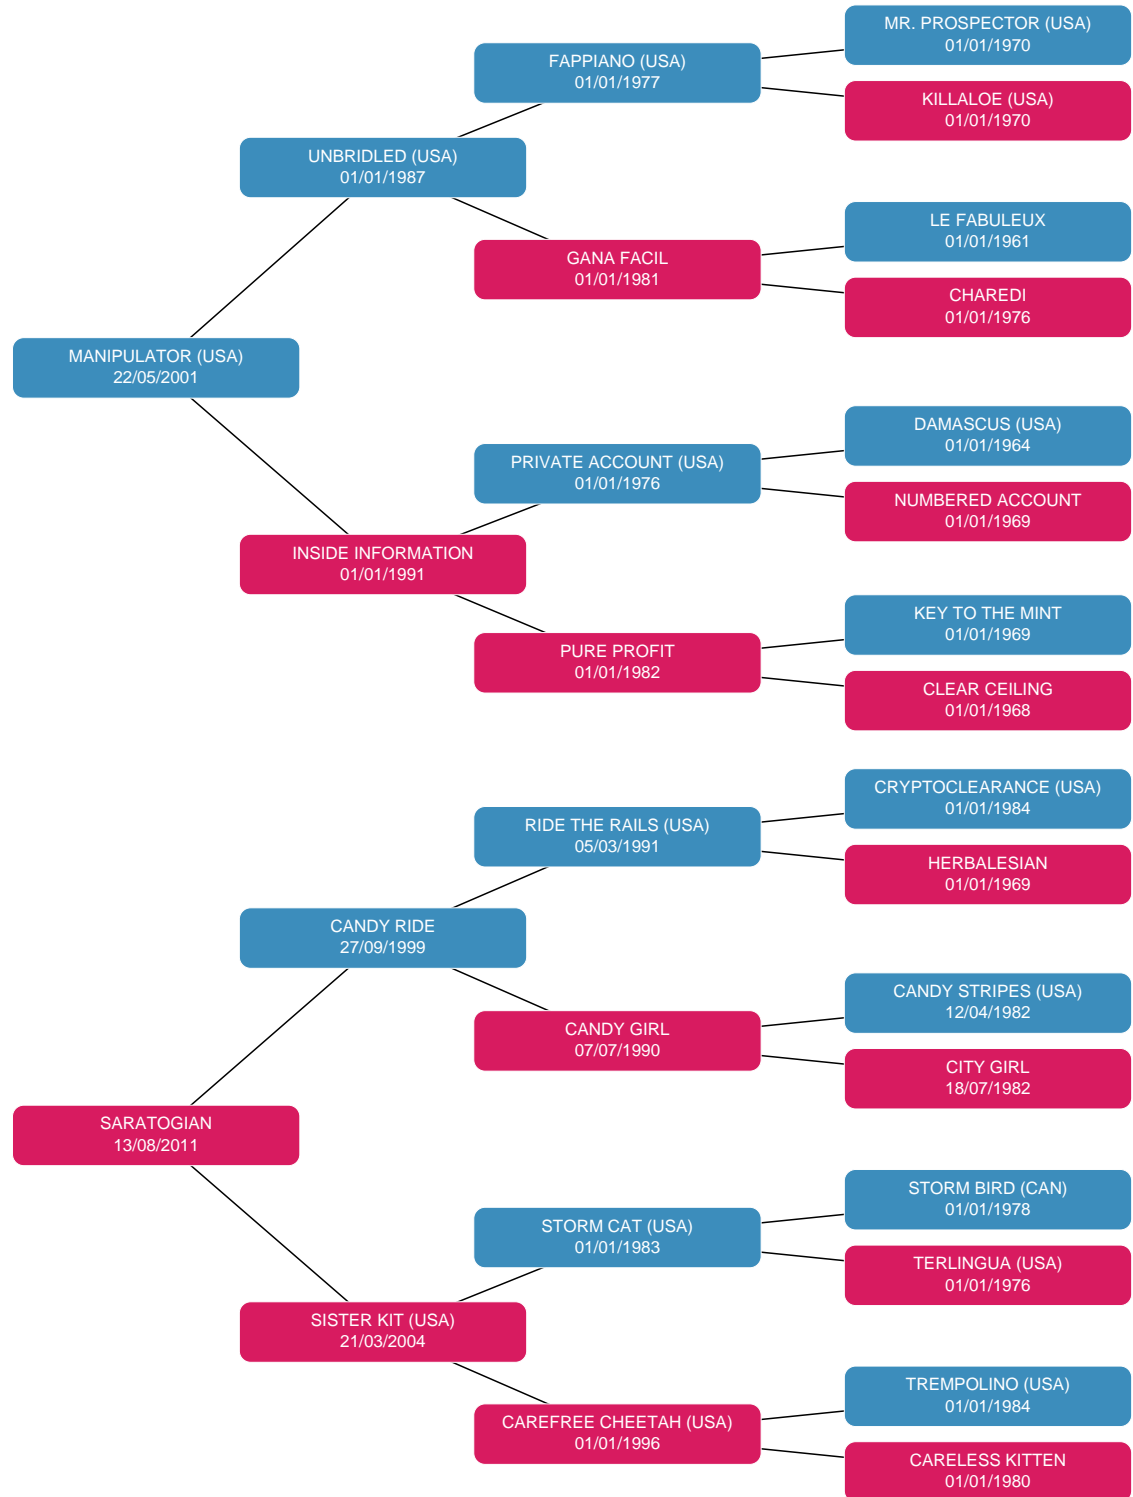 MR. PROSPECTOR (USA)
01/01/1970
FAPPIANO (USA)
01/01/1977
KILLALOE (USA)
01/01/1970
UNBRIDLED (USA)
01/01/1987
LE FABULEUX
01/01/1961
GANA FACIL
01/01/1981
CHAREDI
01/01/1976
MANIPULATOR (USA)
22/05/2001
DAMASCUS (USA)
01/01/1964
PRIVATE ACCOUNT (USA)
01/01/1976
NUMBERED ACCOUNT
01/01/1969
INSIDE INFORMATION
01/01/1991
KEY TO THE MINT
01/01/1969
PURE PROFIT
01/01/1982
CLEAR CEILING
01/01/1968
CRYPTOCLEARANCE (USA)
01/01/1984
RIDE THE RAILS (USA)
05/03/1991
HERBALESIAN
01/01/1969
CANDY RIDE
27/09/1999
CANDY STRIPES (USA)
12/04/1982
CANDY GIRL
07/07/1990
CITY GIRL
18/07/1982
SARATOGIAN
13/08/2011
STORM BIRD (CAN)
01/01/1978
STORM CAT (USA)
01/01/1983
TERLINGUA (USA)
01/01/1976
SISTER KIT (USA)
21/03/2004
TREMPOLINO (USA)
01/01/1984
CAREFREE CHEETAH (USA)
01/01/1996
CARELESS KITTEN
01/01/1980